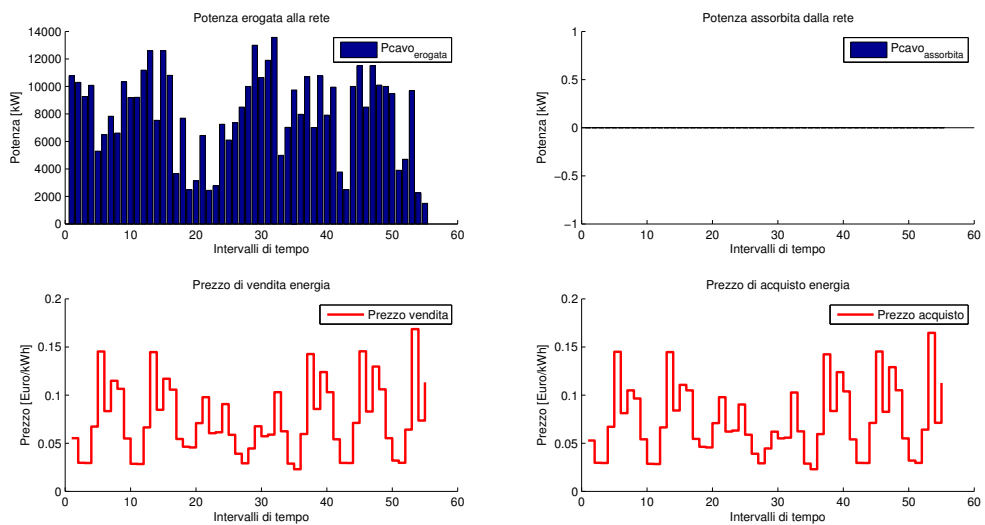 Potenza erogata alla rete
Potenza [kW]
14000
12000
10000
8000
6000
4000
2000
0
0 10 20 30 40 50 60
Intervalli di tempo
Pcavo erogata
Potenza assorbita dalla rete
Potenza [kW]
1
0.5
0
−0.5
−1
0 10 20 30 40 50 60
Intervalli di tempo
Pcavo assorbita
Prezzo di vendita energia
Prezzo [Euro/kWh]
0.2
0.15
0.1
0.05
0
0 10 20 30 40 50 60
Intervalli di tempo
Prezzo vendita
Prezzo di acquisto energia
Prezzo [Euro/kWh]
0.2
0.15
0.1
0.05
0
0 10 20 30 40 50 60
Intervalli di tempo
Prezzo acquisto